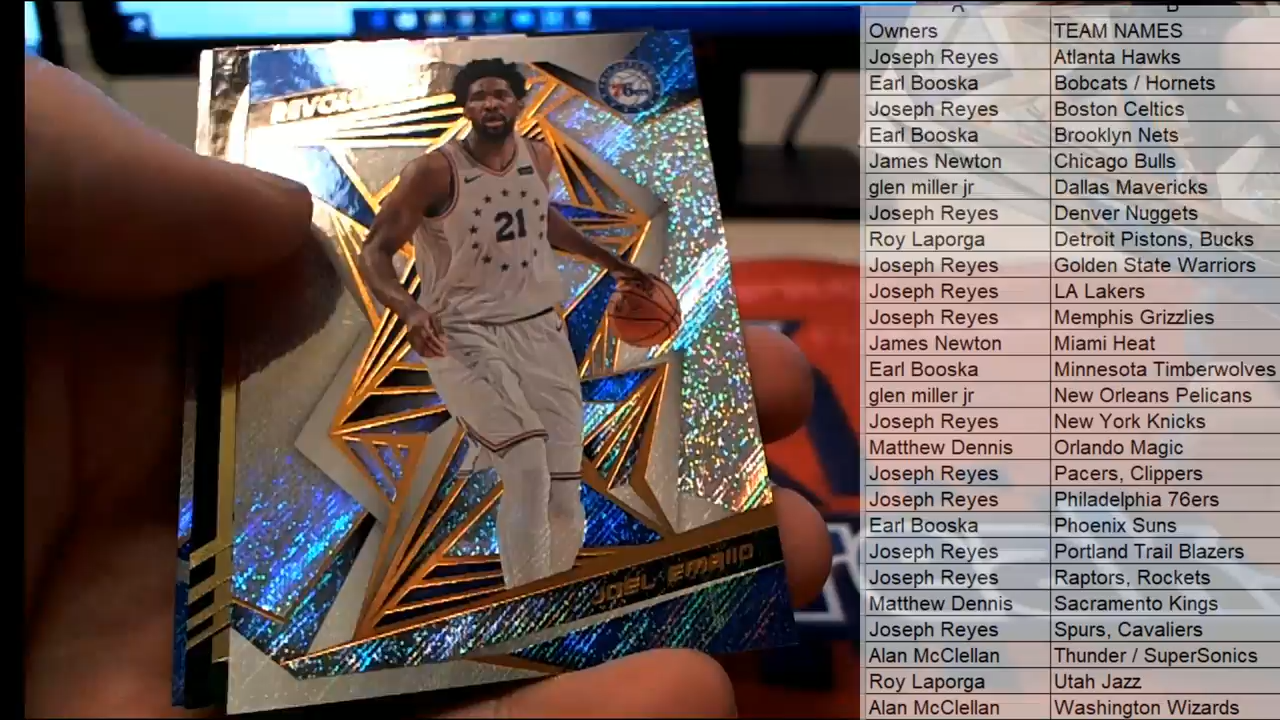 A B
Owners TEAM NAMES
Joseph Reyes Atlanta Hawks
Earl Booska Bobcats / Hornets
Joseph Reyes Boston Celtics
Earl Booska Brooklyn Nets
James Newton Chicago Bulls
glen miller jr Dallas Mavericks
Joseph Reyes Denver Nuggets
Roy Laporga Detroit Pistons, Bucks
Joseph Reyes Golden State Warriors
Joseph Reyes LA Lakers
Joseph Reyes Memphis Grizzlies
James Newton Miami Heat
Earl Booska Minnesota Timberwolves
glen miller jr New Orleans Pelicans
Joseph Reyes New York Knicks
Matthew Dennis Orlando Magic
Joseph Reyes Pacers, Clippers
Joseph Reyes Philadelphia 76ers
Earl Booska Phoenix Suns
Joseph Reyes Portland Trail Blazers
Joseph Reyes Raptors, Rockets
Matthew Dennis Sacramento Kings
Joseph Reyes Spurs, Cavaliers
Alan McClellan Thunder / SuperSonics
Roy Laporga Utah Jazz
Alan McClellan Washington Wizards
76ers
21
JOEL EMBIID